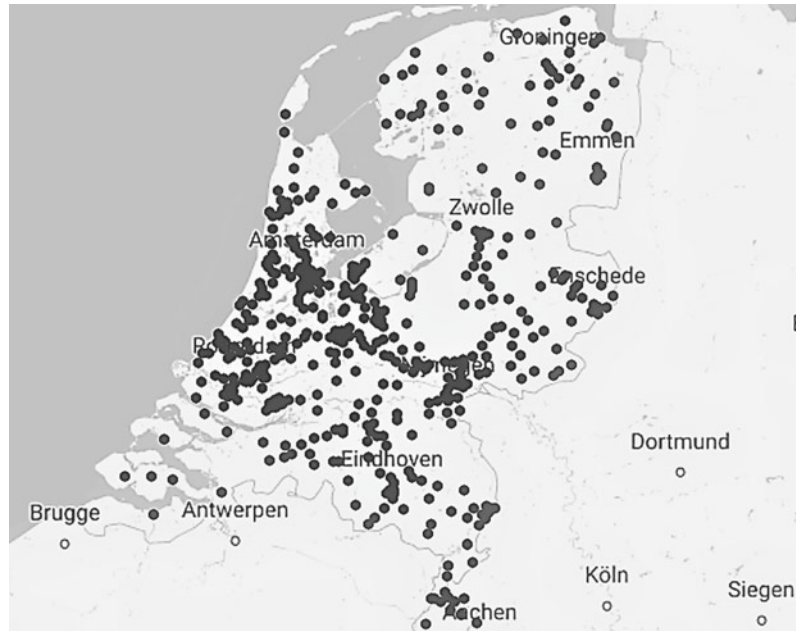 Groningen
Emmen
Zwolle
Amsterdam
Enschede
Eindhoven
Dortmund
Brugge
Antwerpen
Köln
Siegen
Aachen